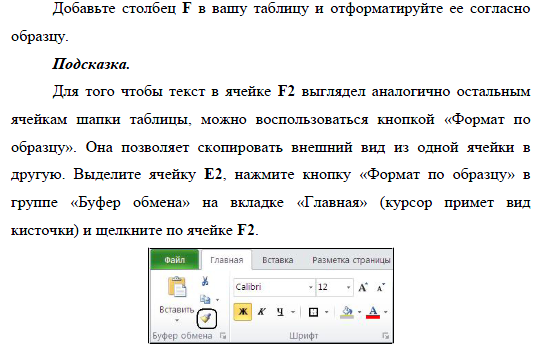 Добавьте столбец F в вашу таблицу и отформатируйте ее согласно
образцу.
Подсказка.
Для того чтобы текст в ячейке F2 выглядел аналогично остальным
ячейкам шапки таблицы, можно воспользоваться кнопкой «Формат по
образцу». Она позволяет скопировать внешний вид из одной ячейки в
другую. Выделите ячейку E2, нажмите кнопку «Формат по образцу» в
группе «Буфер обмена» на вкладке «Главная» (курсор примет вид
кисточки) и щелкните по ячейке F2.
Файл Главная Вставка Разметка страницы
Calibri 12 A A
Вставить
Ж К Ч A
Буфер обмена Шрифт